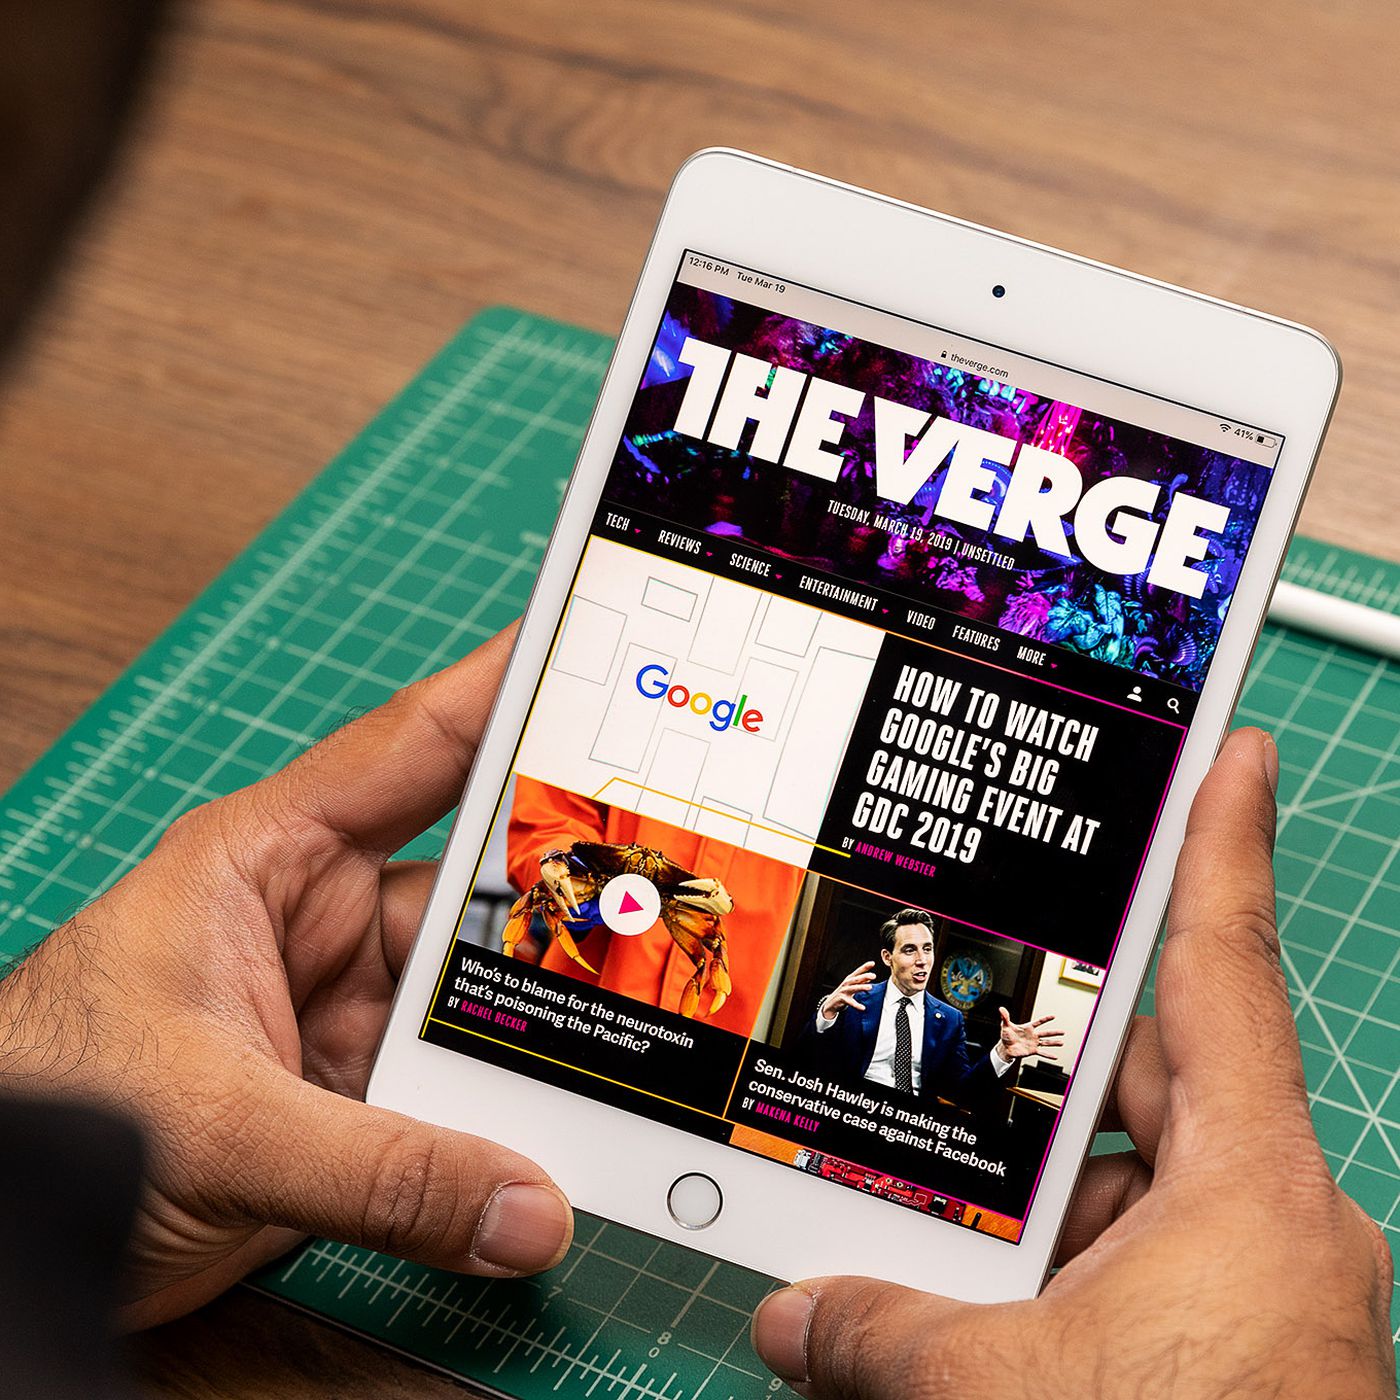 12:16 PM Tue Mar 19
theverge.com
41%
THE VERGE
TUESDAY, MARCH 19, 2019 | UNSETTLED
TECH REVIEWS SCIENCE ENTERTAINMENT VIDEO FEATURES MORE
Google
HOW TO WATCH
GOOGLE'S BIG
GAMING EVENT AT
GDC 2019
BY ANDREW WEBSTER
Who's to blame for the neurotoxin
that's poisoning the Pacific?
BY RACHEL BECKER
Sen. Josh Hawley is making the
conservative case against Facebook
BY MAKENA KELLY
7
8
9